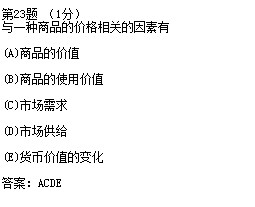 第23题 （1分）
与一种商品的价格相关的因素有
(A)商品的价值
(B)商品的使用价值
(C)市场需求
(D)市场供给
(E)货币价值的变化
答案: ACDE